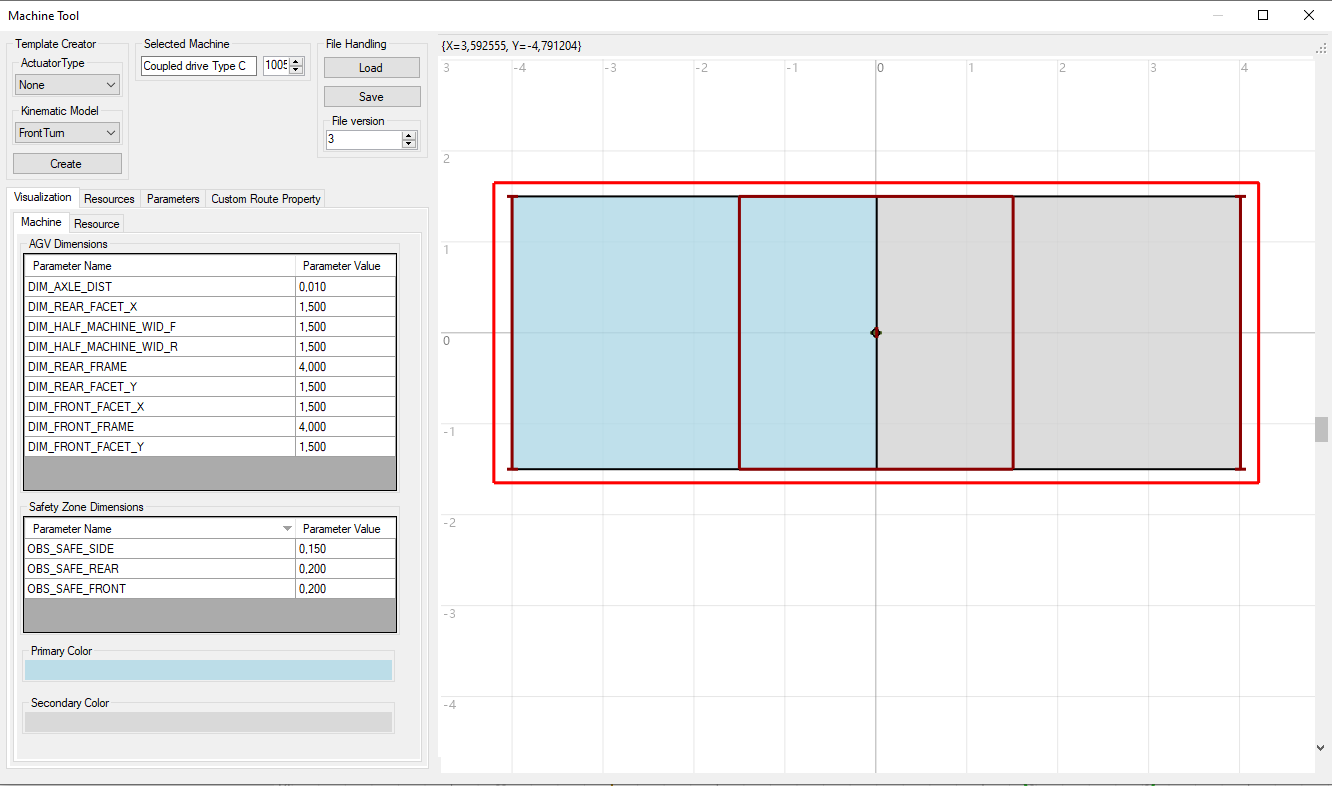 Machine Tool
Template Creator
ActuatorType
None
Kinematic Model
FrontTurn
Create
Selected Machine
Coupled drive Type C
1005
File Handling
Load
Save
File version
3
Visualization
Resources
Parameters
Custom Route Property
Machine
Resource
AGV Dimensions
Parameter Name Parameter Value
DIM_AXLE_DIST 0,010
DIM_REAR_FACET_X 1,500
DIM_HALF_MACHINE_WID_F 1,500
DIM_HALF_MACHINE_WID_R 1,500
DIM_REAR_FRAME 4,000
DIM_REAR_FACET_Y 1,500
DIM_FRONT_FACET_X 1,500
DIM_FRONT_FRAME 4,000
DIM_FRONT_FACET_Y 1,500
Safety Zone Dimensions
Parameter Name Parameter Value
OBS_SAFE_SIDE 0,150
OBS_SAFE_REAR 0,200
OBS_SAFE_FRONT 0,200
Primary Color
Secondary Color
{X=3,592555, Y=-4,791204}
3 -4 -3 -2 -1 0 1 2 3 4
2
1
0
-1
-2
-3
-4